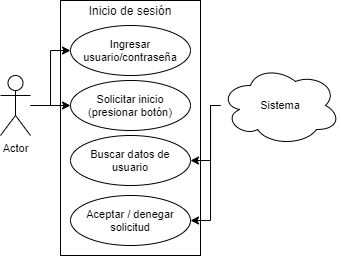 Inicio de sesión
Ingresar
usuario/contraseña
Solicitar inicio
(presionar botón)
Sistema
Actor
Buscar datos de
usuario
Aceptar / denegar
solicitud